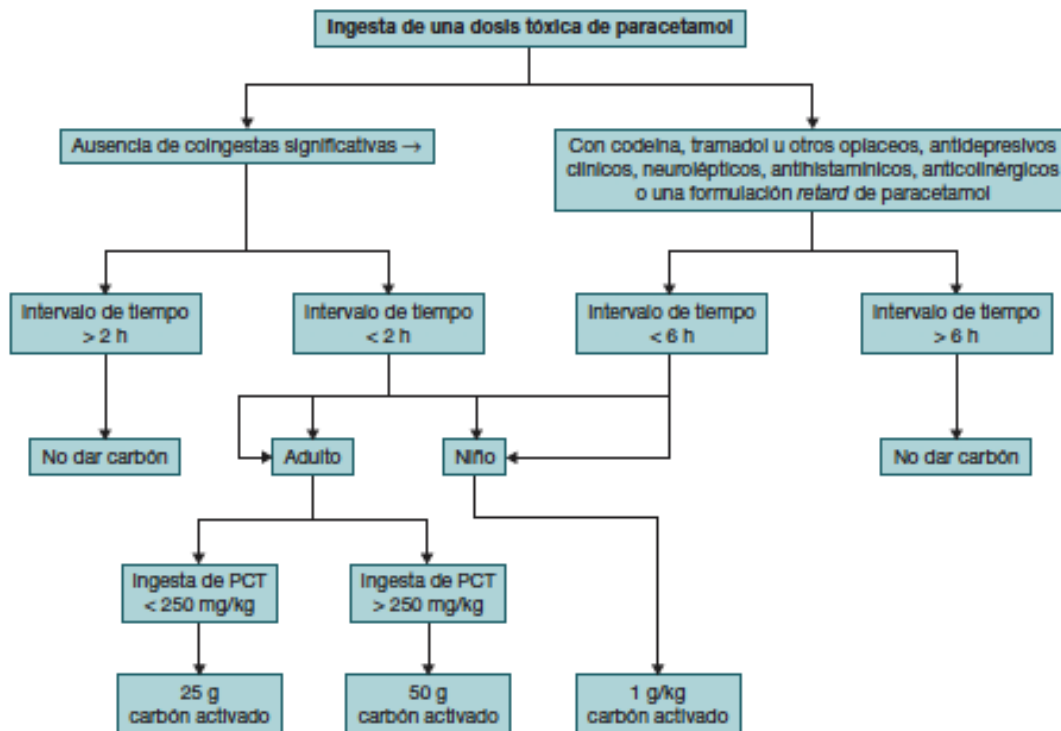 Ingesta de una dosis tóxica de paracetamol
Ausencia de coingestas significativas →
Con codeina, tramadol u otros opiaceos, antidepresivos
clinicos, neurolépticos, antihistamínicos, anticolinérgicos
o una formulación retard de paracetamol
Intervalo de tiempo
> 2 h
Intervalo de tiempo
< 2 h
Intervalo de tiempo
< 6 h
Intervalo de tiempo
> 6 h
No dar carbón
Adulto
Niño
No dar carbón
Ingesta de PCT
< 250 mg/kg
Ingesta de PCT
> 250 mg/kg
25 g
carbón activado
50 g
carbón activado
1 g/kg
carbón activado